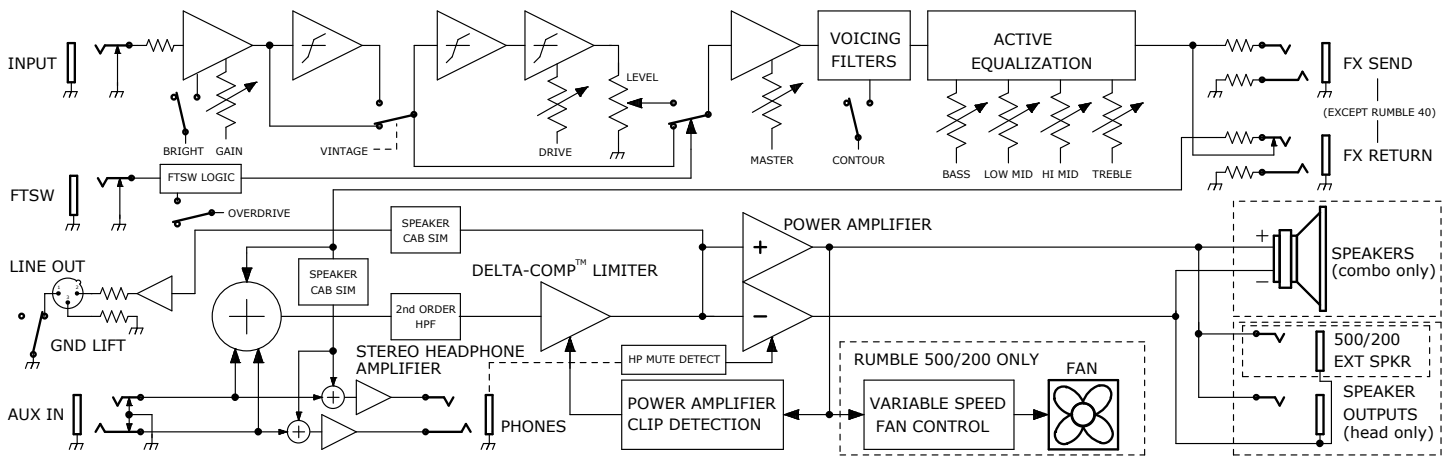 INPUT
BRIGHT
GAIN
VINTAGE
DRIVE
LEVEL
MASTER
VOICING
FILTERS
CONTOUR
ACTIVE
EQUALIZATION
BASS
LOW MID
HI MID
TREBLE
FX SEND
(EXCEPT RUMBLE 40)
FX RETURN
FTSW
FTSW LOGIC
OVERDRIVE
SPEAKER
CAB SIM
POWER AMPLIFIER
LINE OUT
1
2
3
GND LIFT
SPEAKER
CAB SIM
DELTA-COMP™ LIMITER
2nd ORDER
HPF
+
−
+
−
SPEAKERS
(combo only)
STEREO HEADPHONE
AMPLIFIER
HP MUTE DETECT
RUMBLE 500/200 ONLY
FAN
500/200
EXT SPKR
AUX IN
PHONES
POWER AMPLIFIER
CLIP DETECTION
VARIABLE SPEED
FAN CONTROL
SPEAKER
OUTPUTS
(head only)